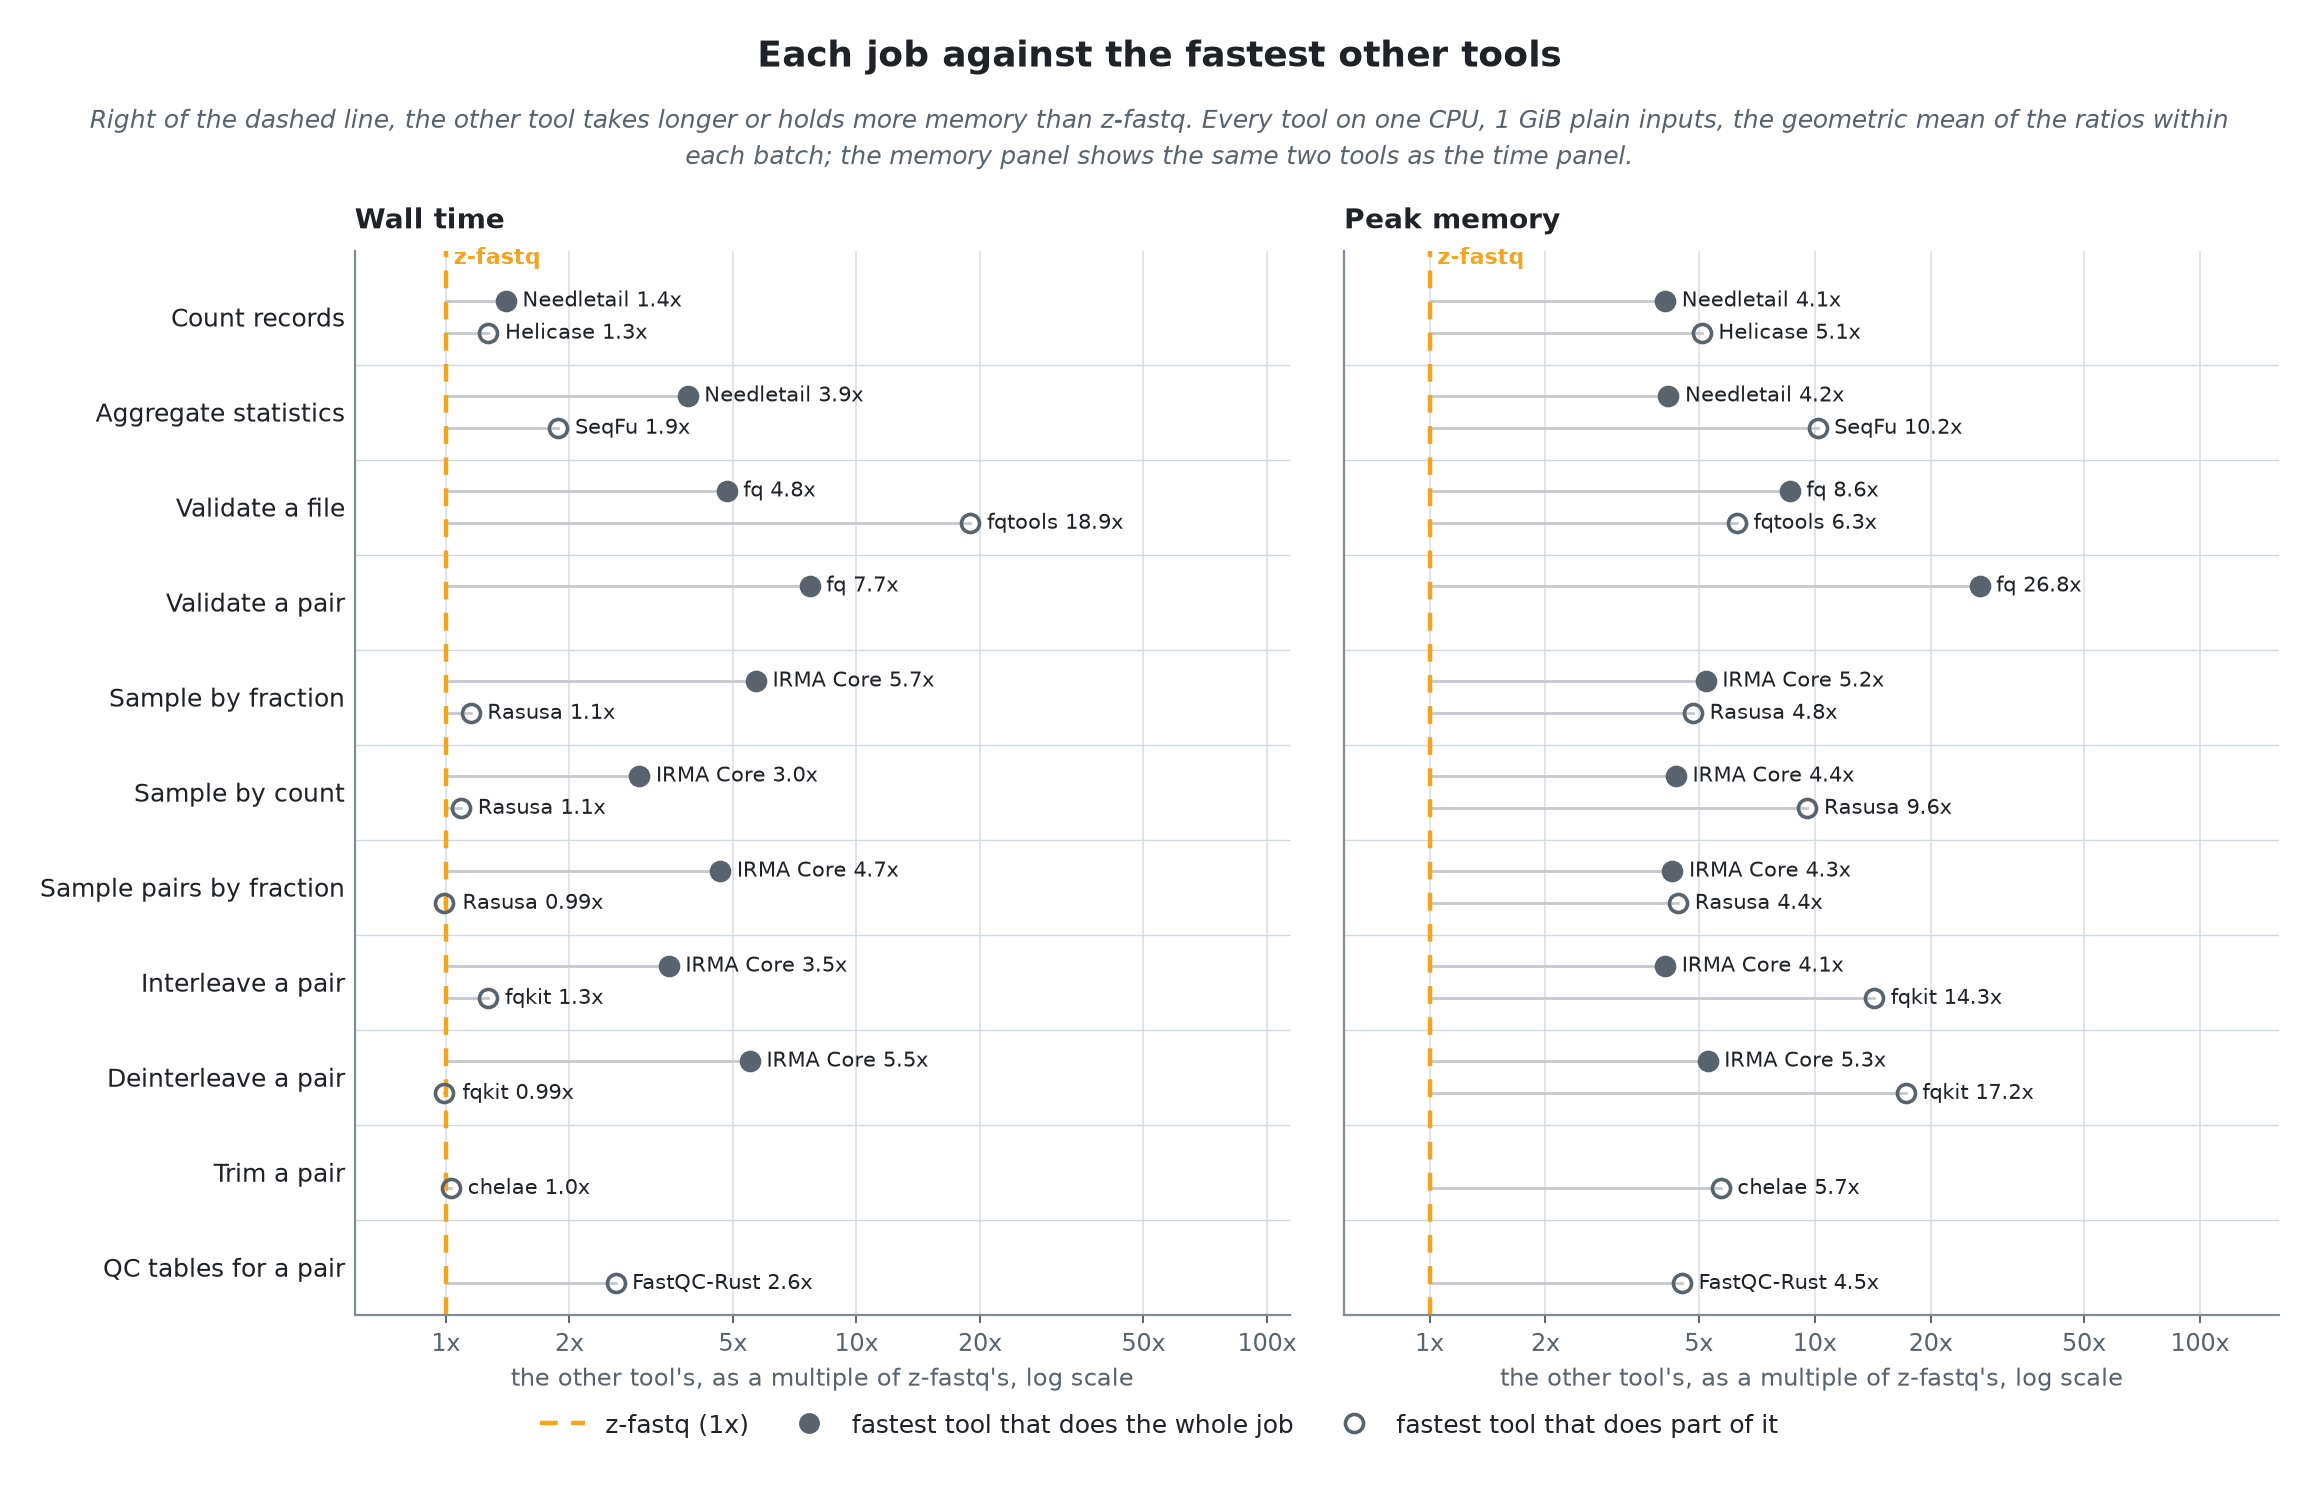 Each job against the fastest other tools
Right of the dashed line, the other tool takes longer or holds more memory than z-fastq. Every tool on one CPU, 1 GiB plain inputs, the geometric mean of the ratios within
each batch; the memory panel shows the same two tools as the time panel.
Wall time
z-fastq
Count records
Needletail 1.4x
Helicase 1.3x
Aggregate statistics
Needletail 3.9x
SeqFu 1.9x
Validate a file
fq 4.8x
fqtools 18.9x
Validate a pair
fq 7.7x
Sample by fraction
IRMA Core 5.7x
Rasusa 1.1x
Sample by count
IRMA Core 3.0x
Rasusa 1.1x
Sample pairs by fraction
IRMA Core 4.7x
Rasusa 0.99x
Interleave a pair
IRMA Core 3.5x
fqkit 1.3x
Deinterleave a pair
IRMA Core 5.5x
fqkit 0.99x
Trim a pair
chelae 1.0x
QC tables for a pair
FastQC-Rust 2.6x
1x 2x 5x 10x 20x 50x 100x
the other tool's, as a multiple of z-fastq's, log scale
Peak memory
z-fastq
Needletail 4.1x
Helicase 5.1x
Needletail 4.2x
SeqFu 10.2x
fq 8.6x
fqtools 6.3x
fq 26.8x
IRMA Core 5.2x
Rasusa 4.8x
IRMA Core 4.4x
Rasusa 9.6x
IRMA Core 4.3x
Rasusa 4.4x
IRMA Core 4.1x
fqkit 14.3x
IRMA Core 5.3x
fqkit 17.2x
chelae 5.7x
FastQC-Rust 4.5x
1x 2x 5x 10x 20x 50x 100x
the other tool's, as a multiple of z-fastq's, log scale
z-fastq (1x)
fastest tool that does the whole job
fastest tool that does part of it